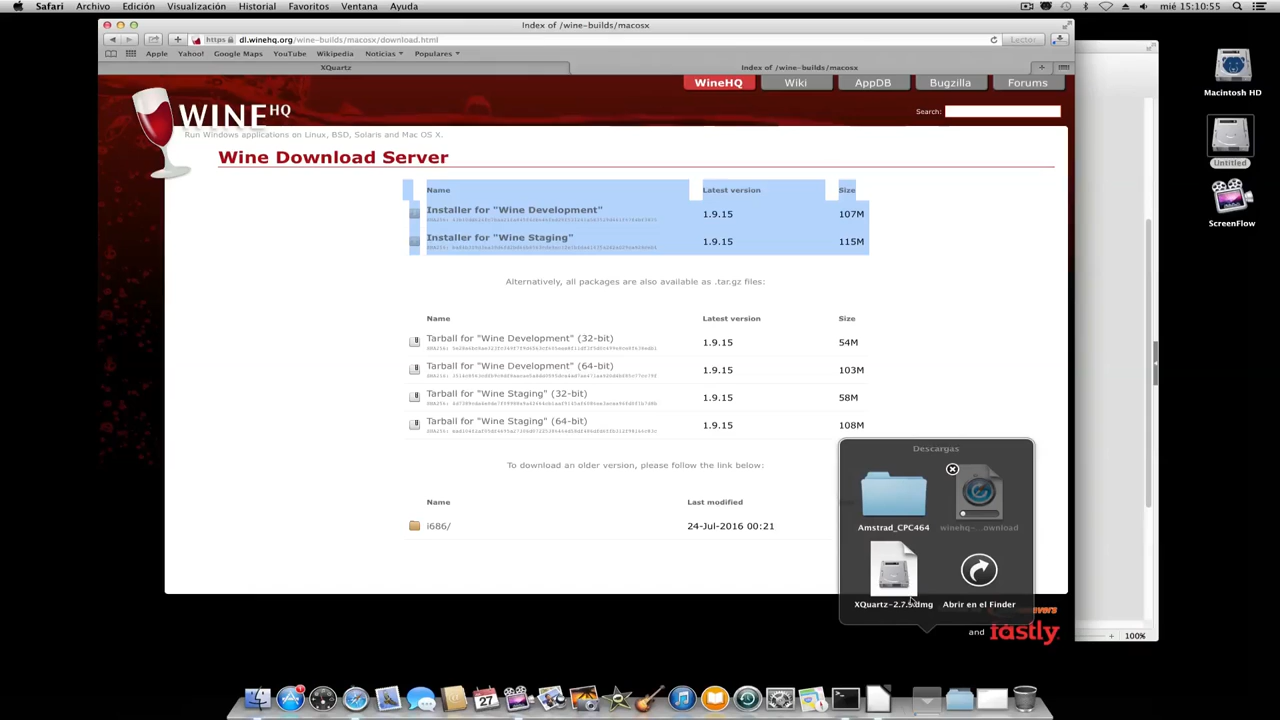 Safari Archivo Edición Visualización Historial Favoritos Ventana Ayuda mié 15:10:55
Index of /wine-builds/macosx
https dl.winehq.org/wine-builds/macosx/download.html Lector
Apple Yahoo! Google Maps YouTube Wikipedia Noticias Populares
XQuartz Index of /wine-builds/macosx
WineHQ Wiki AppDB Bugzilla Forums
WINE HQ
Search:
Run Windows applications on Linux, BSD, Solaris and Mac OS X.
Wine Download Server
Name Latest version Size
Installer for "Wine Development" 1.9.15 107M
Installer for "Wine Staging" 1.9.15 115M
Alternatively, all packages are also available as .tar.gz files:
Name Latest version Size
Tarball for "Wine Development" (32-bit) 1.9.15 54M
Tarball for "Wine Development" (64-bit) 1.9.15 103M
Tarball for "Wine Staging" (32-bit) 1.9.15 58M
Tarball for "Wine Staging" (64-bit) 1.9.15 108M
To download an older version, please follow the link below:
Name Last modified
i686/ 24-Jul-2016 00:21
Descargas
Amstrad_CPC464 winehq-...ownload
XQuartz-2.7.9.dmg Abrir en el Finder
and fastly
100%
Macintosh HD
Untitled
ScreenFlow
27